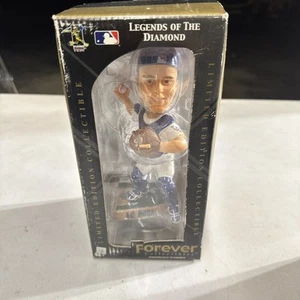 LEGENDS OF THE
DIAMOND
LIMITED EDITION COLLECTIBLE
LIMITED EDITION COLLECTIBLE
Forever